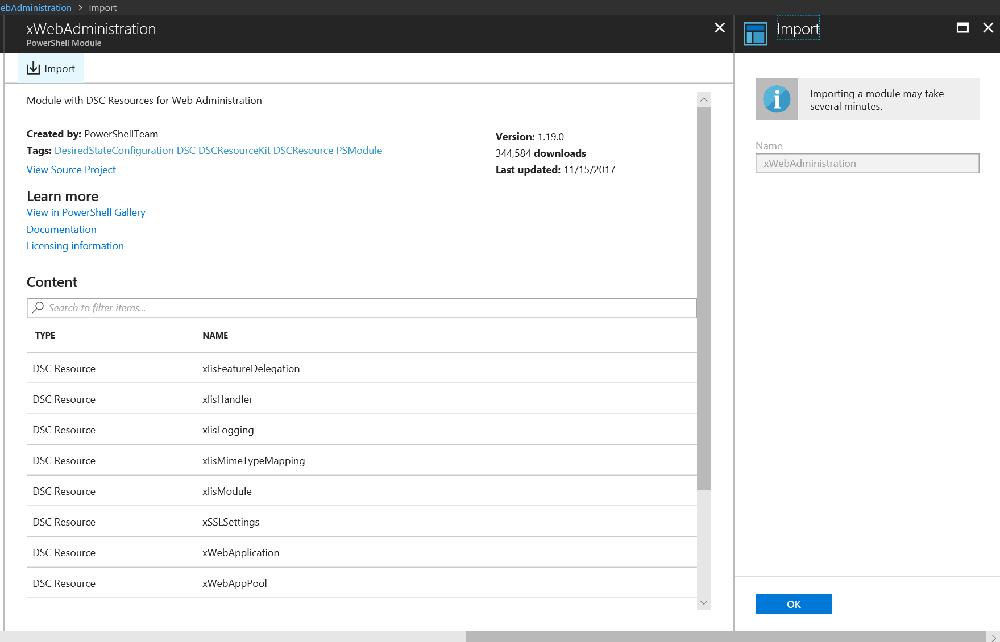 ebAdministration > Import
xWebAdministration
PowerShell Module
Import
Module with DSC Resources for Web Administration
Created by: PowerShellTeam
Tags: DesiredStateConfiguration DSC DSCResourceKit DSCResource PSModule
View Source Project
Version: 1.19.0
344,584 downloads
Last updated: 11/15/2017
Learn more
View in PowerShell Gallery
Documentation
Licensing information
Content
Search to filter items...
TYPE NAME
DSC Resource xIisFeatureDelegation
DSC Resource xIisHandler
DSC Resource xIisLogging
DSC Resource xIisMimeTypeMapping
DSC Resource xIisModule
DSC Resource xSSLSettings
DSC Resource xWebApplication
DSC Resource xWebAppPool
Import
Importing a module may take
several minutes.
Name
xWebAdministration
OK